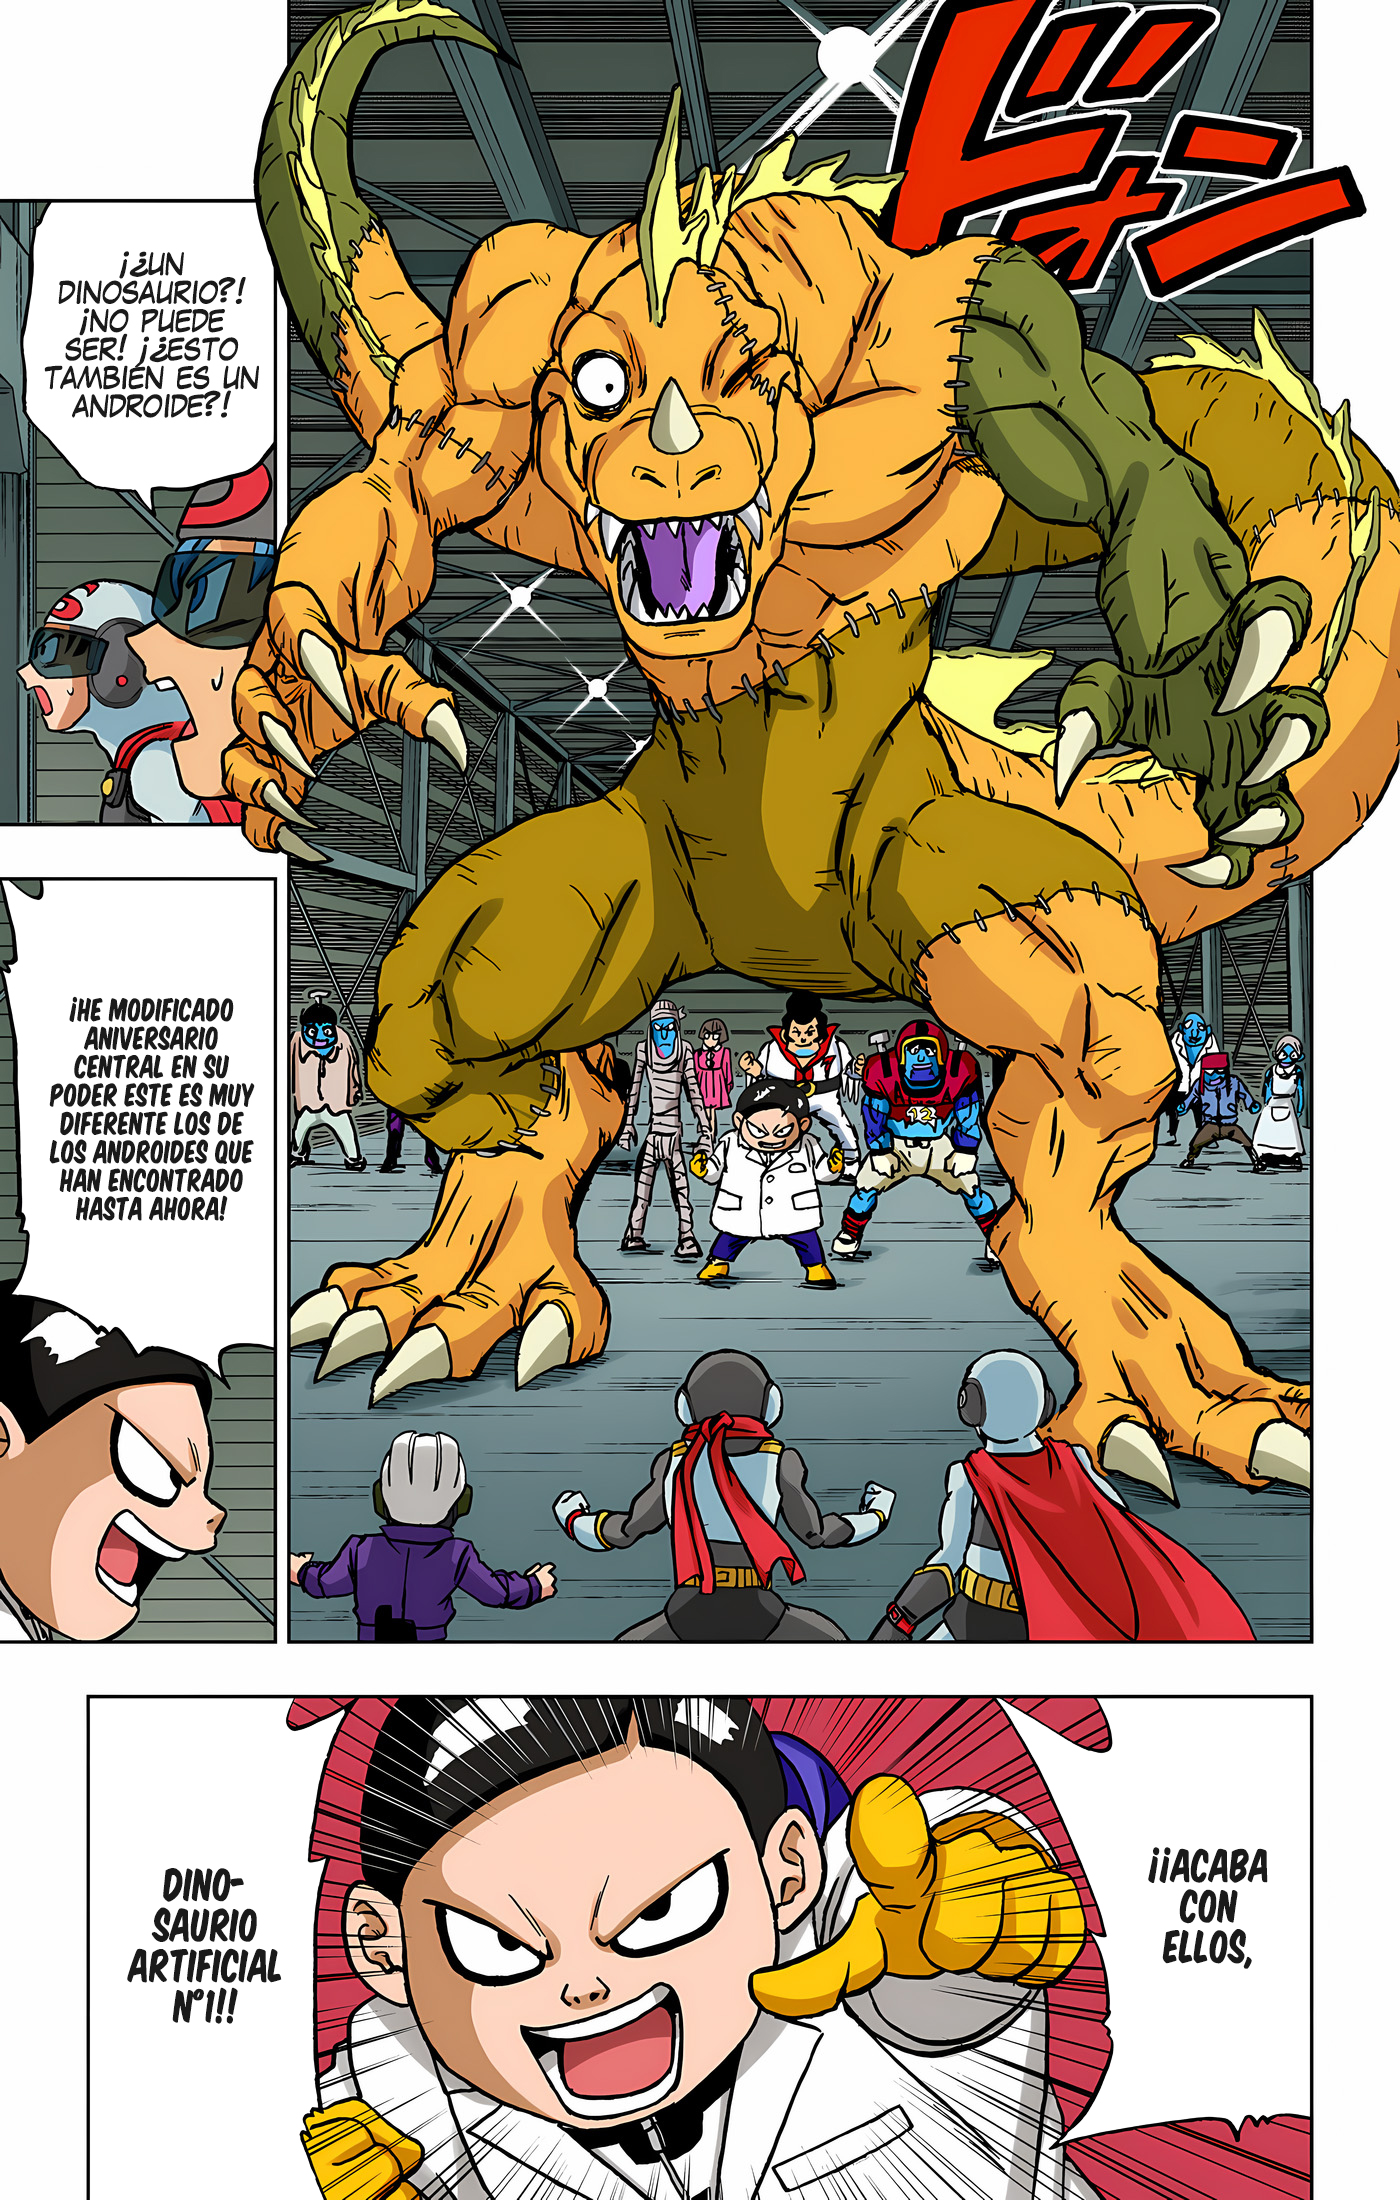 ドォン
¡¿UN
DINOSAURIO?!
¡NO PUEDE
SER! ¡¿ESTO
TAMBIÉN ES UN
ANDROIDE?!
¡HE MODIFICADO
ANIVERSARIO
CENTRAL EN SU
PODER ESTE ES MUY
DIFERENTE LOS DE
LOS ANDROIDES QUE
HAN ENCONTRADO
HASTA AHORA!
12
¡¡ACABA
CON
ELLOS,
DINO-
SAURIO
ARTIFICIAL
Nº1!!